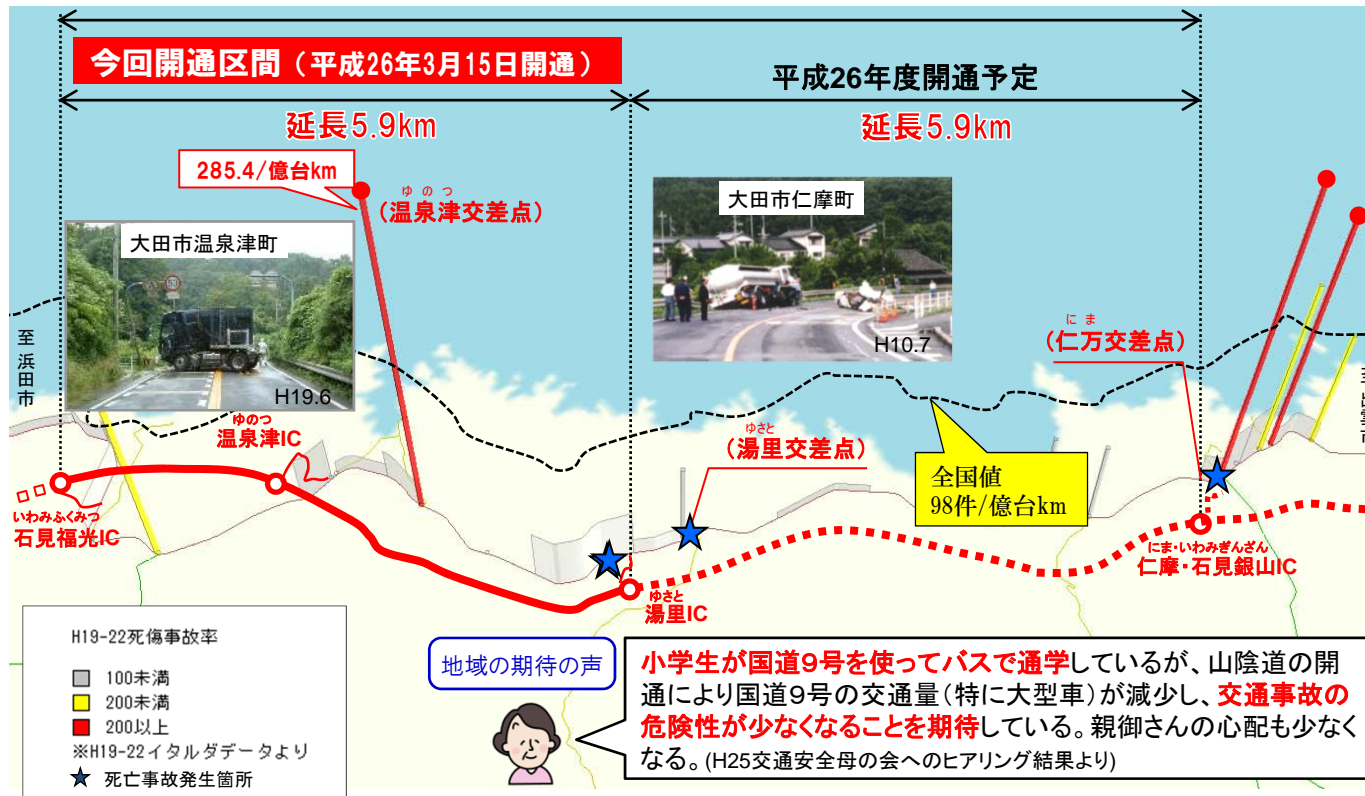 今回開通区間（平成26年3月15日開通）
平成26年度開通予定
延長5.9km
延長5.9km
285.4/億台km
ゆのつ
（温泉津交差点）
大田市温泉津町
H19.6
大田市仁摩町
H10.7
至浜田市
にま
（仁万交差点）
ゆのつ
温泉津IC
ゆさと
（湯里交差点）
全国値
98件/億台km
いわみふくみつ
石見福光IC
にま・いわみぎんざん
仁摩・石見銀山IC
ゆさと
湯里IC
H19-22死傷事故率
100未満
200未満
200以上
※H19-22イタルダデータより
死亡事故発生箇所
地域の期待の声
小学生が国道９号を使ってバスで通学しているが、山陰道の開
通により国道９号の交通量（特に大型車）が減少し、交通事故の
危険性が少なくなることを期待している。親御さんの心配も少なく
なる。(H25交通安全母の会へのヒアリング結果より)